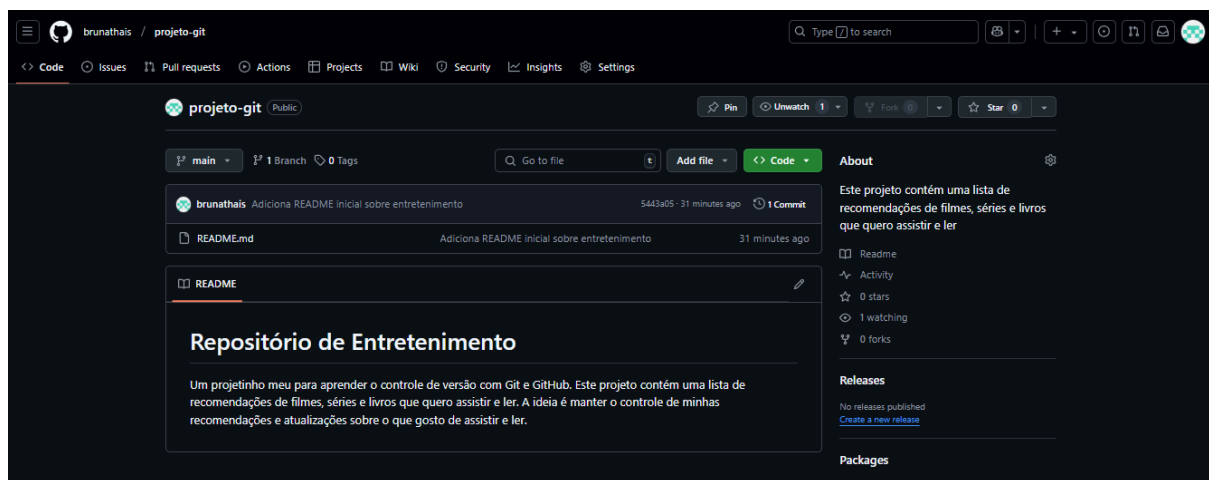 brunathais / projeto-git
Type / to search
Code Issues Pull requests Actions Projects Wiki Security Insights Settings
projeto-git Public
Pin Unwatch 1 Fork 0 Star 0
main 1 Branch 0 Tags Go to file t Add file Code
brunathais Adiciona README inicial sobre entretenimento 5443a05 · 31 minutes ago 1 Commit
README.md Adiciona README inicial sobre entretenimento 31 minutes ago
README
Repositório de Entretenimento
Um projetinho meu para aprender o controle de versão com Git e GitHub. Este projeto contém uma lista de
recomendações de filmes, séries e livros que quero assistir e ler. A ideia é manter o controle de minhas
recomendações e atualizações sobre o que gosto de assistir e ler.
About
Este projeto contém uma lista de
recomendações de filmes, séries e livros
que quero assistir e ler
Readme
Activity
0 stars
1 watching
0 forks
Releases
No releases published
Create a new release
Packages